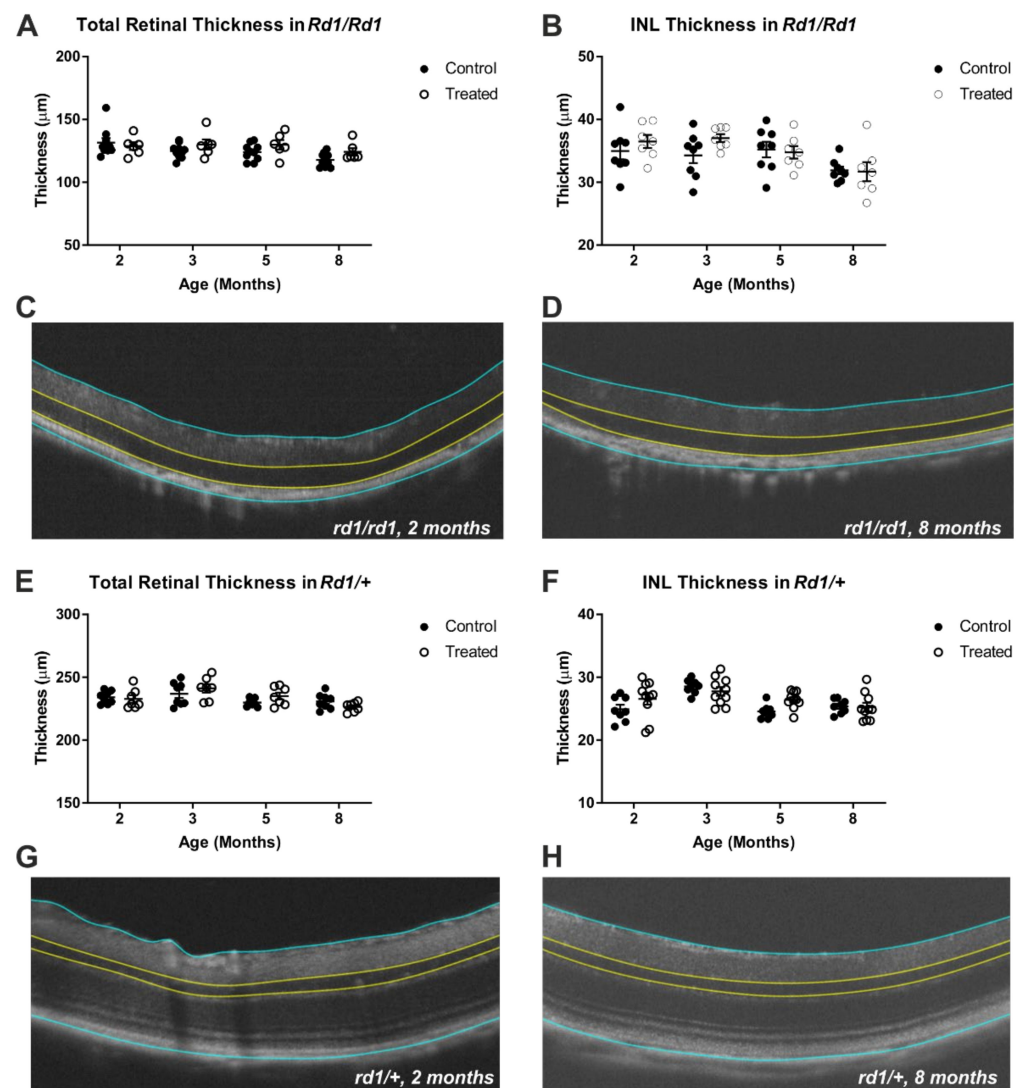 A Total Retinal Thickness in Rd1/Rd1
200
150
100
50
Thickness (µm)
2 3 5 8
Age (Months)
Control
Treated
B INL Thickness in Rd1/Rd1
50
40
30
20
Thickness (µm)
2 3 5 8
Age (Months)
Control
Treated
C
rd1/rd1, 2 months
D
rd1/rd1, 8 months
E Total Retinal Thickness in Rd1/+
300
250
200
150
Thickness (µm)
2 3 5 8
Age (Months)
Control
Treated
F INL Thickness in Rd1/+
40
30
20
10
Thickness (µm)
2 3 5 8
Age (Months)
Control
Treated
G
rd1/+, 2 months
H
rd1/+, 8 months